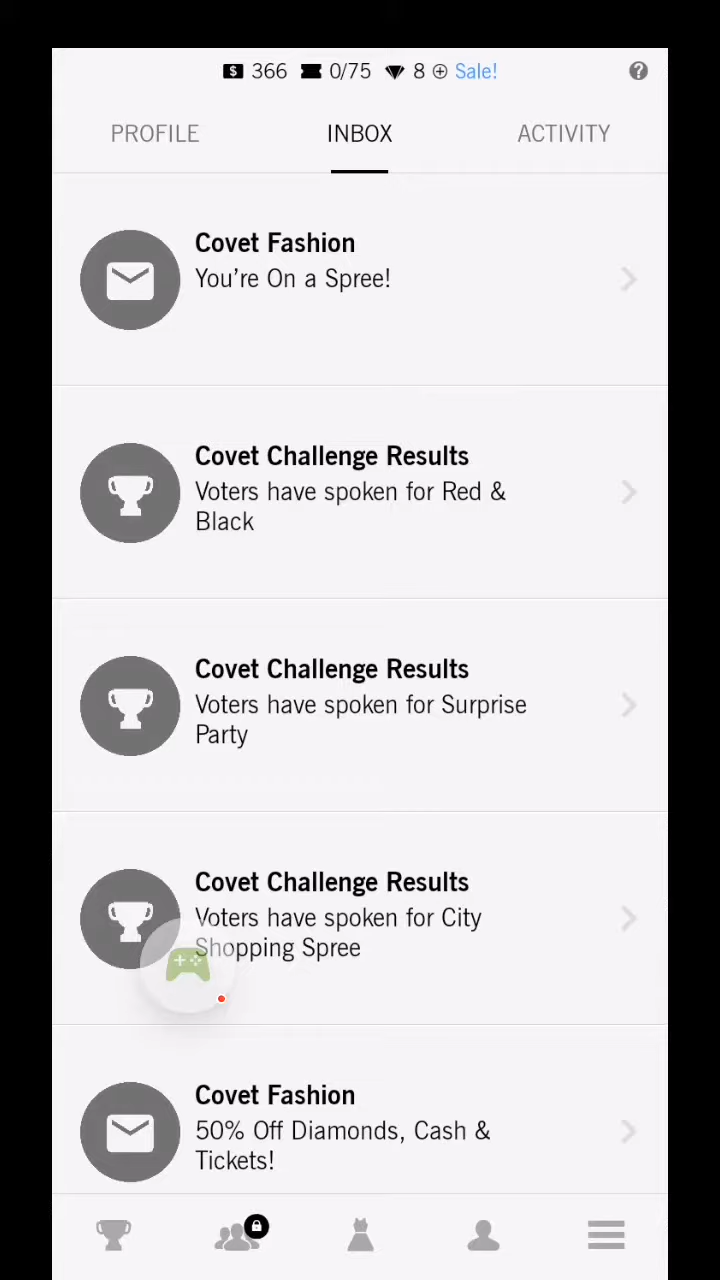 $ 366 0/75 8 Sale! ?
PROFILE INBOX ACTIVITY
Covet Fashion
You're On a Spree!
Covet Challenge Results
Voters have spoken for Red &
Black
Covet Challenge Results
Voters have spoken for Surprise
Party
Covet Challenge Results
Voters have spoken for City
Shopping Spree
Covet Fashion
50% Off Diamonds, Cash &
Tickets!